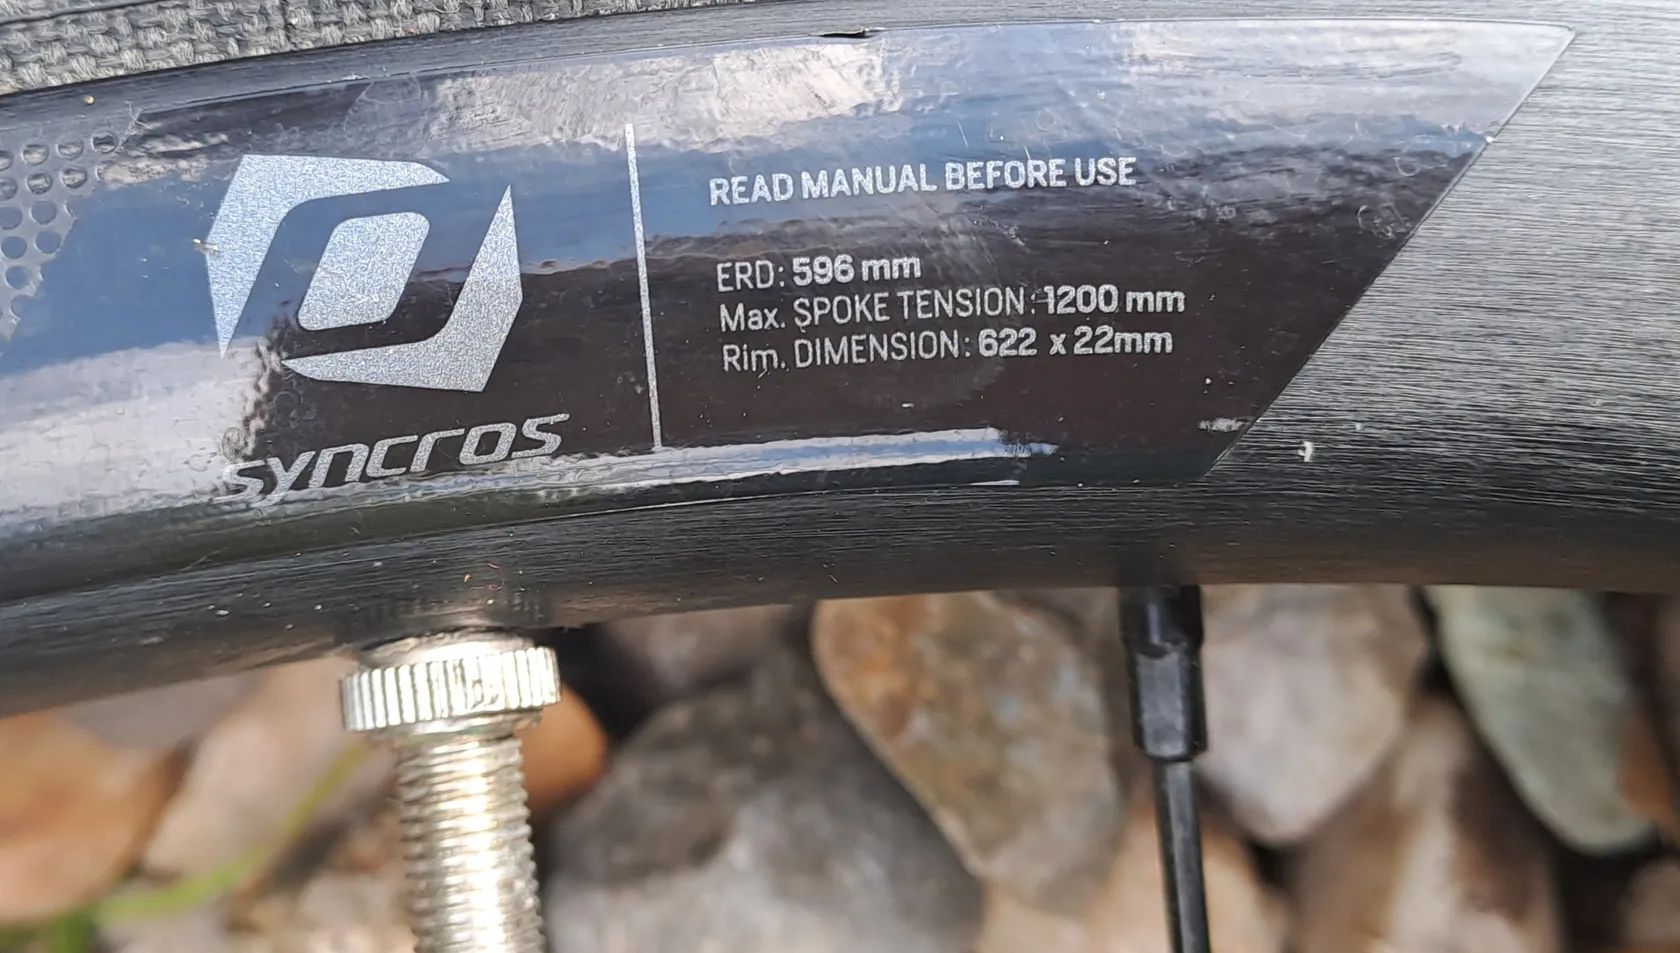 syncros
READ MANUAL BEFORE USE
ERD: 596 mm
Max. SPOKE TENSION: 1200 mm
Rim. DIMENSION: 622 x 22mm